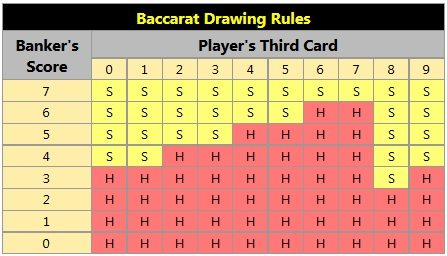 Baccarat Drawing Rules
Banker's Score Player's Third Card
0 1 2 3 4 5 6 7 8 9
7 S S S S S S S S S S
6 S S S S S S H H S S
5 S S S S H H H H S S
4 S S H H H H H H S S
3 H H H H H H H H S H
2 H H H H H H H H H H
1 H H H H H H H H H H
0 H H H H H H H H H H